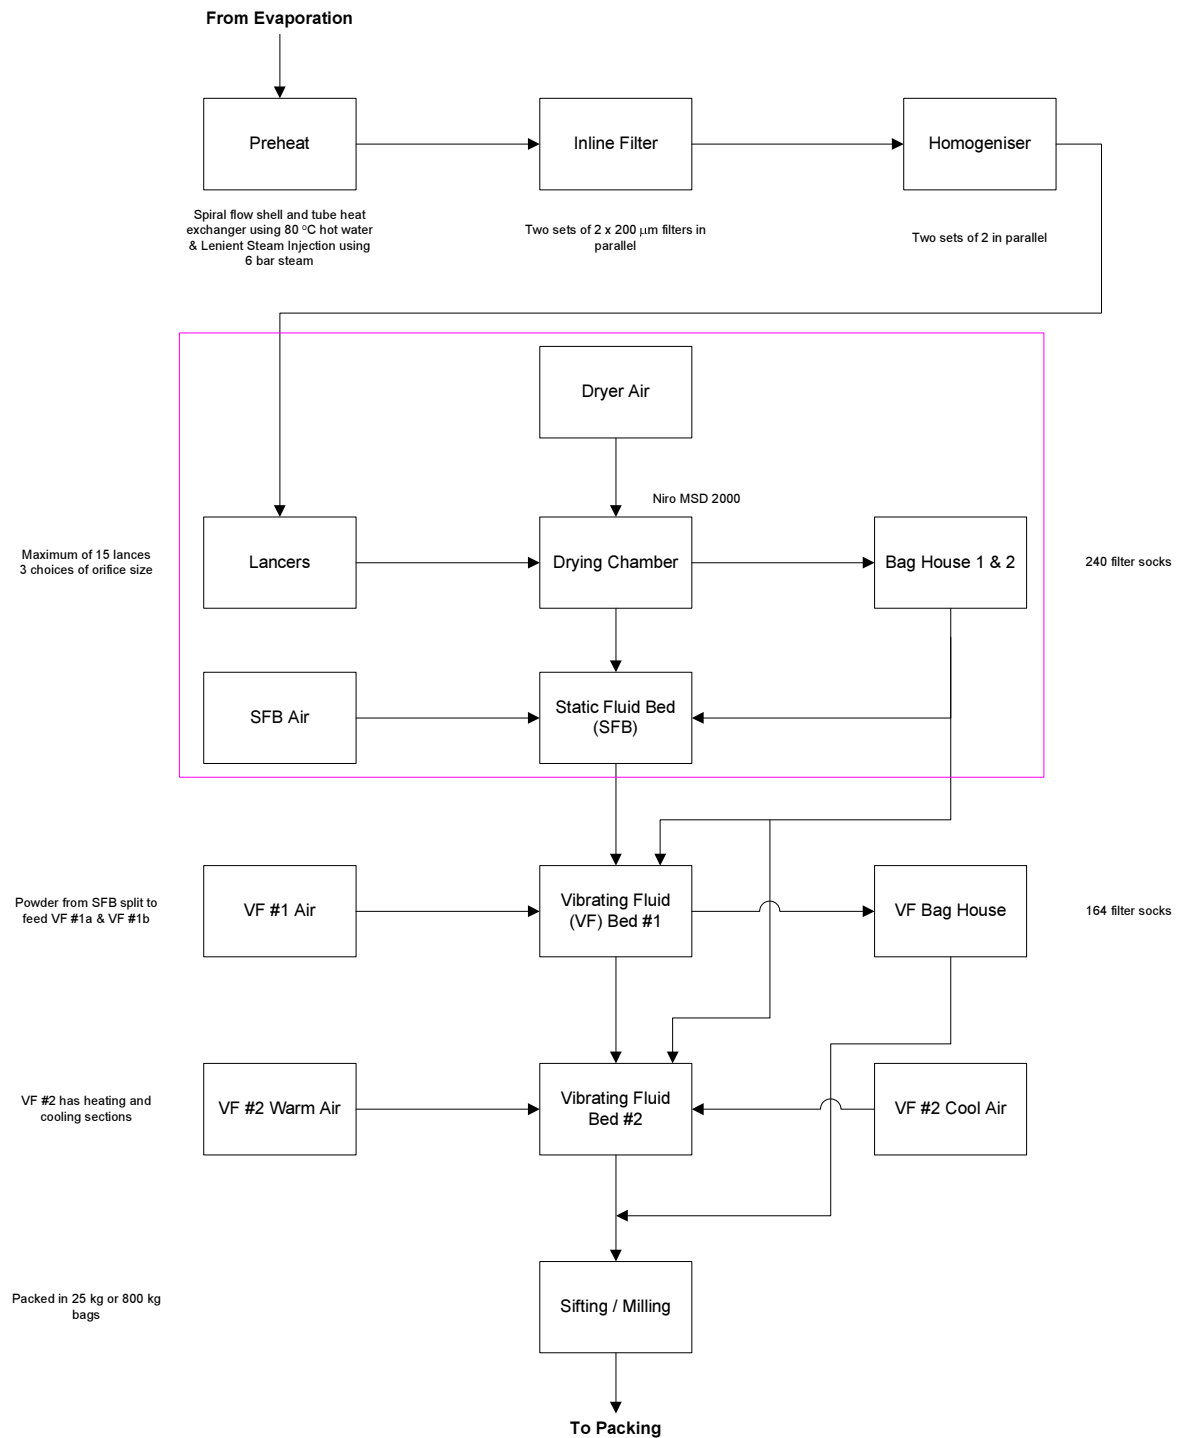 From Evaporation
Preheat
Inline Filter
Homogeniser
Spiral flow shell and tube heat
exchanger using 80 °C hot water
& Lenient Steam Injection using
6 bar steam
Two sets of 2 x 200 μm filters in
parallel
Two sets of 2 in parallel
Dryer Air
Niro MSD 2000
Maximum of 15 lances
3 choices of orifice size
Lancers
Drying Chamber
Bag House 1 & 2
240 filter socks
SFB Air
Static Fluid Bed
(SFB)
Powder from SFB split to
feed VF #1a & VF #1b
VF #1 Air
Vibrating Fluid
(VF) Bed #1
VF Bag House
164 filter socks
VF #2 has heating and
cooling sections
VF #2 Warm Air
Vibrating Fluid
Bed #2
VF #2 Cool Air
Packed in 25 kg or 800 kg
bags
Sifting / Milling
To Packing